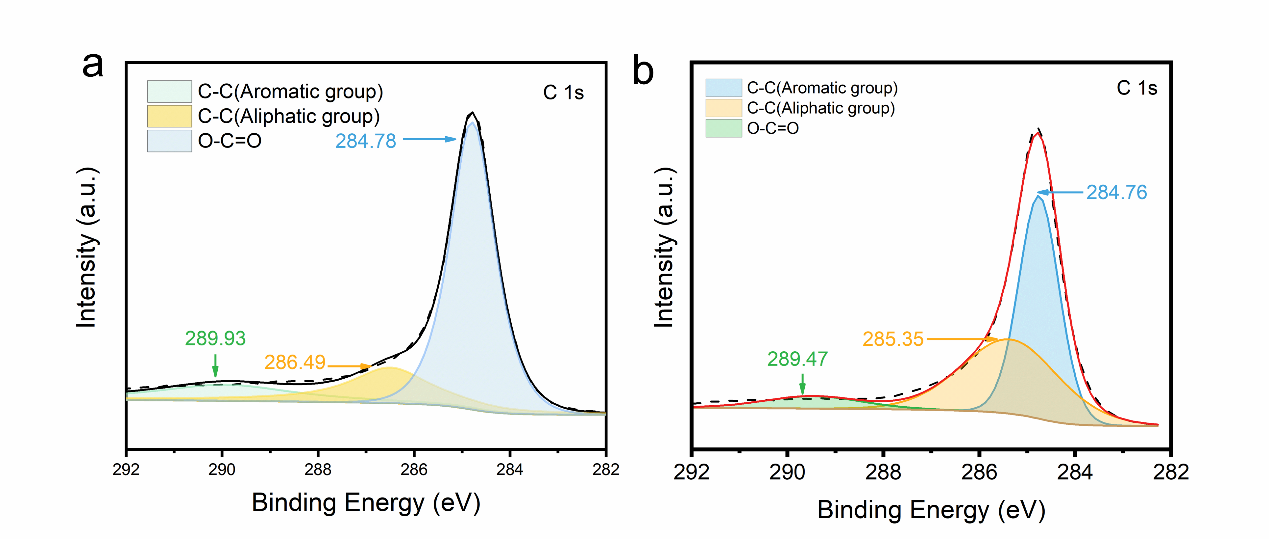 a
C-C(Aromatic group)
C-C(Aliphatic group)
O-C=O
C 1s
284.78
289.93
286.49
Intensity (a.u.)
292 290 288 286 284 282
Binding Energy (eV)
b
C-C(Aromatic group)
C-C(Aliphatic group)
O-C=O
C 1s
284.76
285.35
289.47
Intensity (a.u.)
292 290 288 286 284 282
Binding Energy (eV)